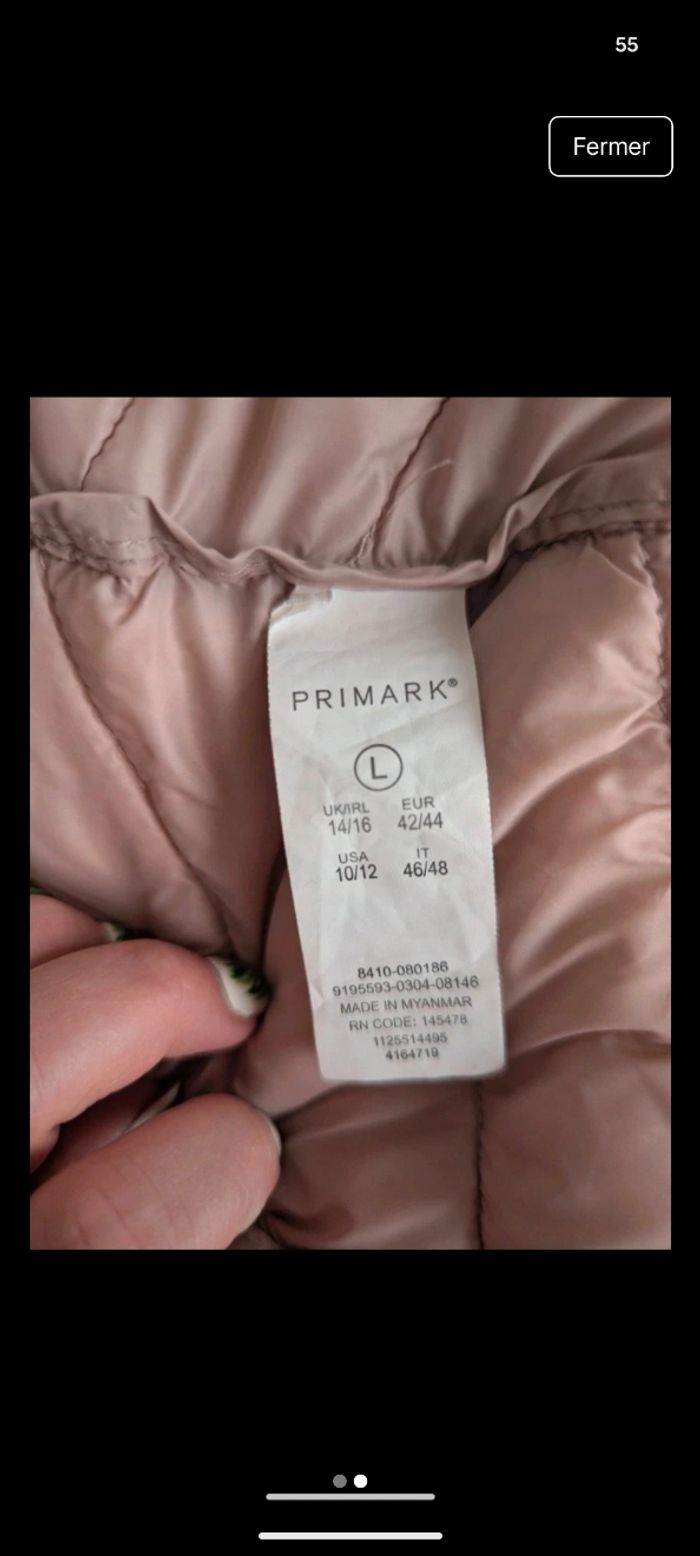 55
Fermer
PRIMARK®
L
UK/IRL EUR
14/16 42/44
USA IT
10/12 46/48
8410-080186
9195593-0304-08146
MADE IN MYANMAR
RN CODE: 145478
1125514495
4164719